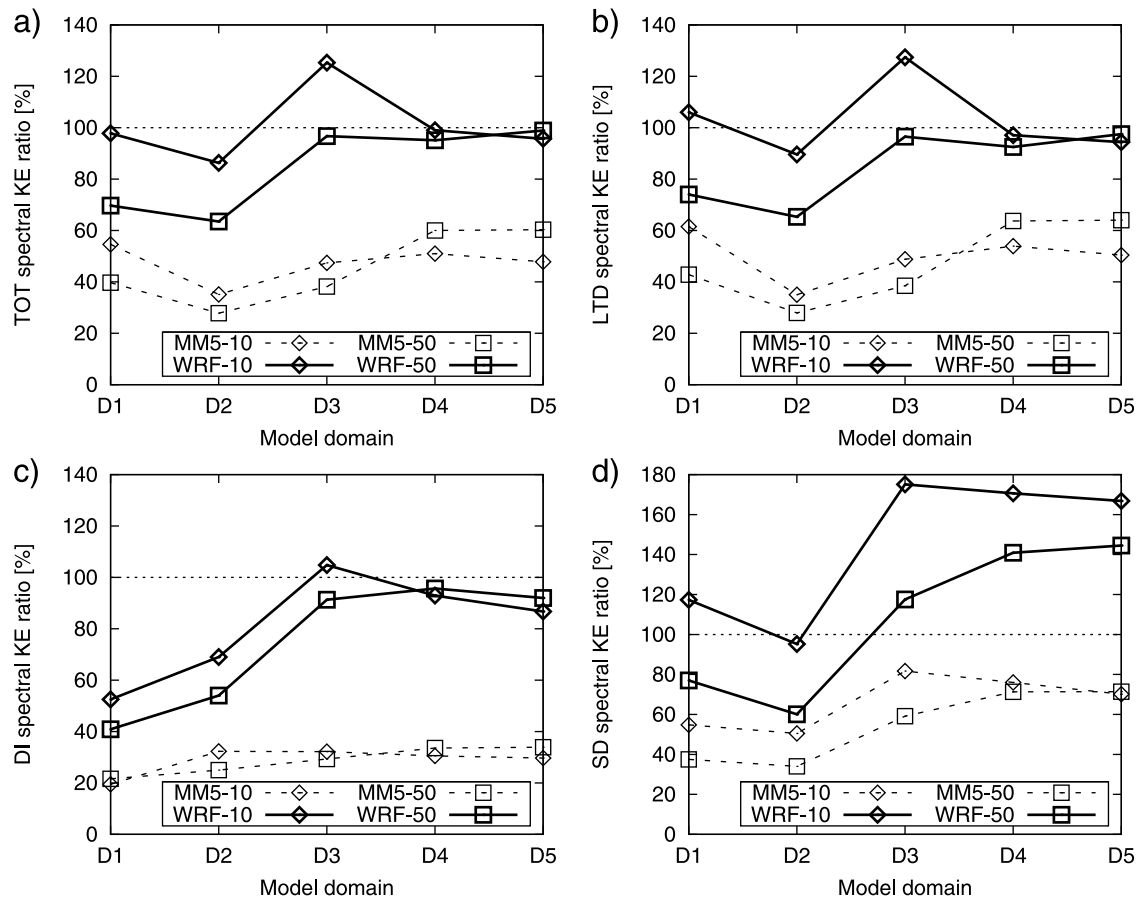 a)
TOT spectral KE ratio [%]
140
120
100
80
60
40
20
0
MM5-10 MM5-50
WRF-10 WRF-50
D1 D2 D3 D4 D5
Model domain
b)
LTD spectral KE ratio [%]
140
120
100
80
60
40
20
0
MM5-10 MM5-50
WRF-10 WRF-50
D1 D2 D3 D4 D5
Model domain
c)
DI spectral KE ratio [%]
140
120
100
80
60
40
20
0
MM5-10 MM5-50
WRF-10 WRF-50
D1 D2 D3 D4 D5
Model domain
d)
SD spectral KE ratio [%]
180
160
140
120
100
80
60
40
20
0
MM5-10 MM5-50
WRF-10 WRF-50
D1 D2 D3 D4 D5
Model domain